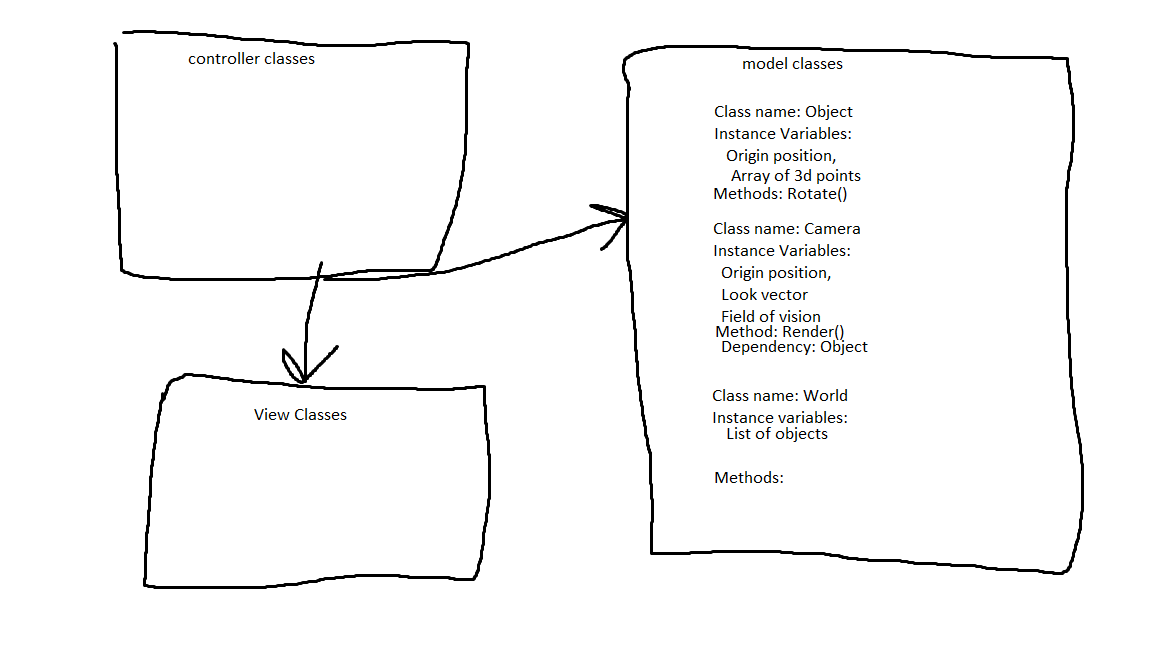 controller classes
model classes
Class name: Object
Instance Variables:
Origin position,
Array of 3d points
Methods: Rotate()
Class name: Camera
Instance Variables:
Origin position,
Look vector
Field of vision
Method: Render()
Dependency: Object
Class name: World
Instance variables:
List of objects
Methods:
View Classes